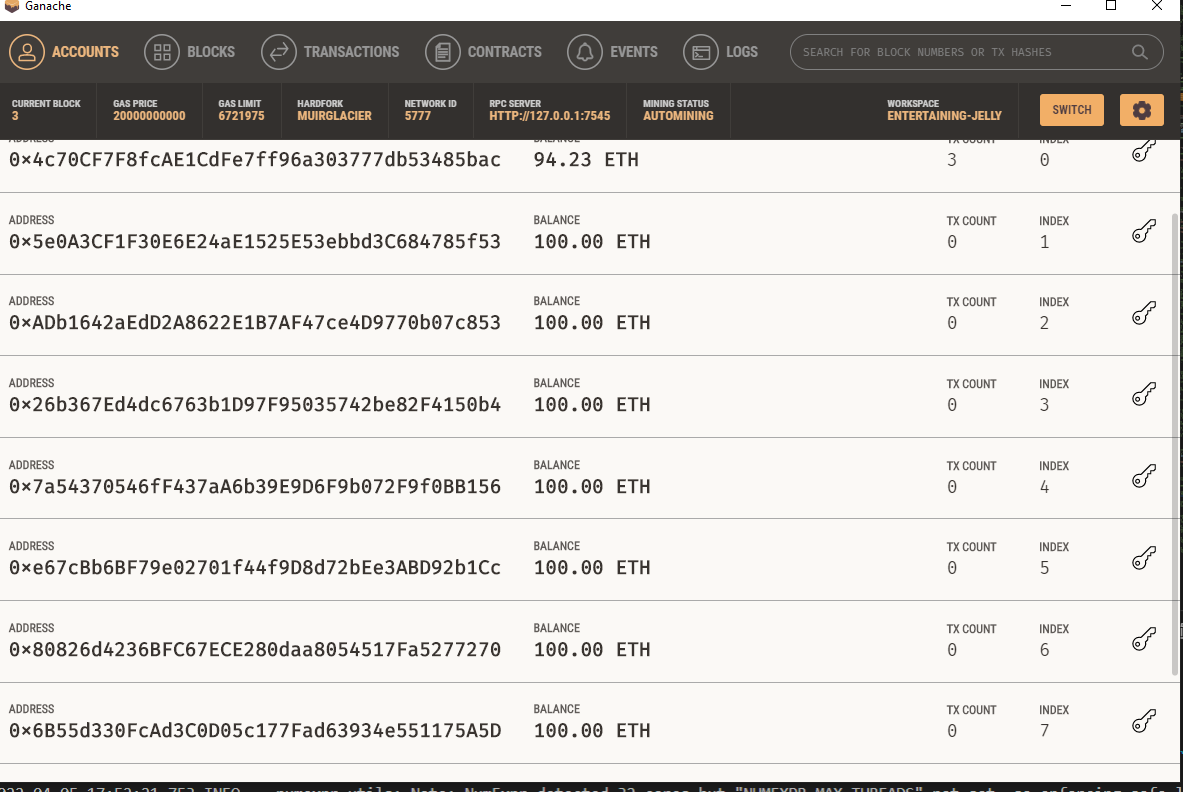 Ganache
ACCOUNTS BLOCKS TRANSACTIONS CONTRACTS EVENTS LOGS SEARCH FOR BLOCK NUMBERS OR TX HASHES
CURRENT BLOCK GAS PRICE GAS LIMIT HARDFORK NETWORK ID RPC SERVER MINING STATUS WORKSPACE
3 20000000000 6721975 MUIRGLACIER 5777 HTTP://127.0.0.1:7545 AUTOMINING ENTERTAINING-JELLY SWITCH
ADDRESS BALANCE TX COUNT INDEX
0×4c70CF7F8fcAE1CdFe7ff96a303777db53485bac 94.23 ETH 3 0
ADDRESS BALANCE TX COUNT INDEX
0×5e0A3CF1F30E6E24aE1525E53ebbd3C684785f53 100.00 ETH 0 1
ADDRESS BALANCE TX COUNT INDEX
0×ADb1642aEdD2A8622E1B7AF47ce4D9770b07c853 100.00 ETH 0 2
ADDRESS BALANCE TX COUNT INDEX
0×26b367Ed4dc6763b1D97F95035742be82F4150b4 100.00 ETH 0 3
ADDRESS BALANCE TX COUNT INDEX
0×7a54370546fF437aA6b39E9D6F9b072F9f0BB156 100.00 ETH 0 4
ADDRESS BALANCE TX COUNT INDEX
0×e67cBb6BF79e02701f44f9D8d72bEe3ABD92b1Cc 100.00 ETH 0 5
ADDRESS BALANCE TX COUNT INDEX
0×80826d4236BFC67ECE280daa8054517Fa5277270 100.00 ETH 0 6
ADDRESS BALANCE TX COUNT INDEX
0×6B55d330FcAd3C0D05c177Fad63934e551175A5D 100.00 ETH 0 7